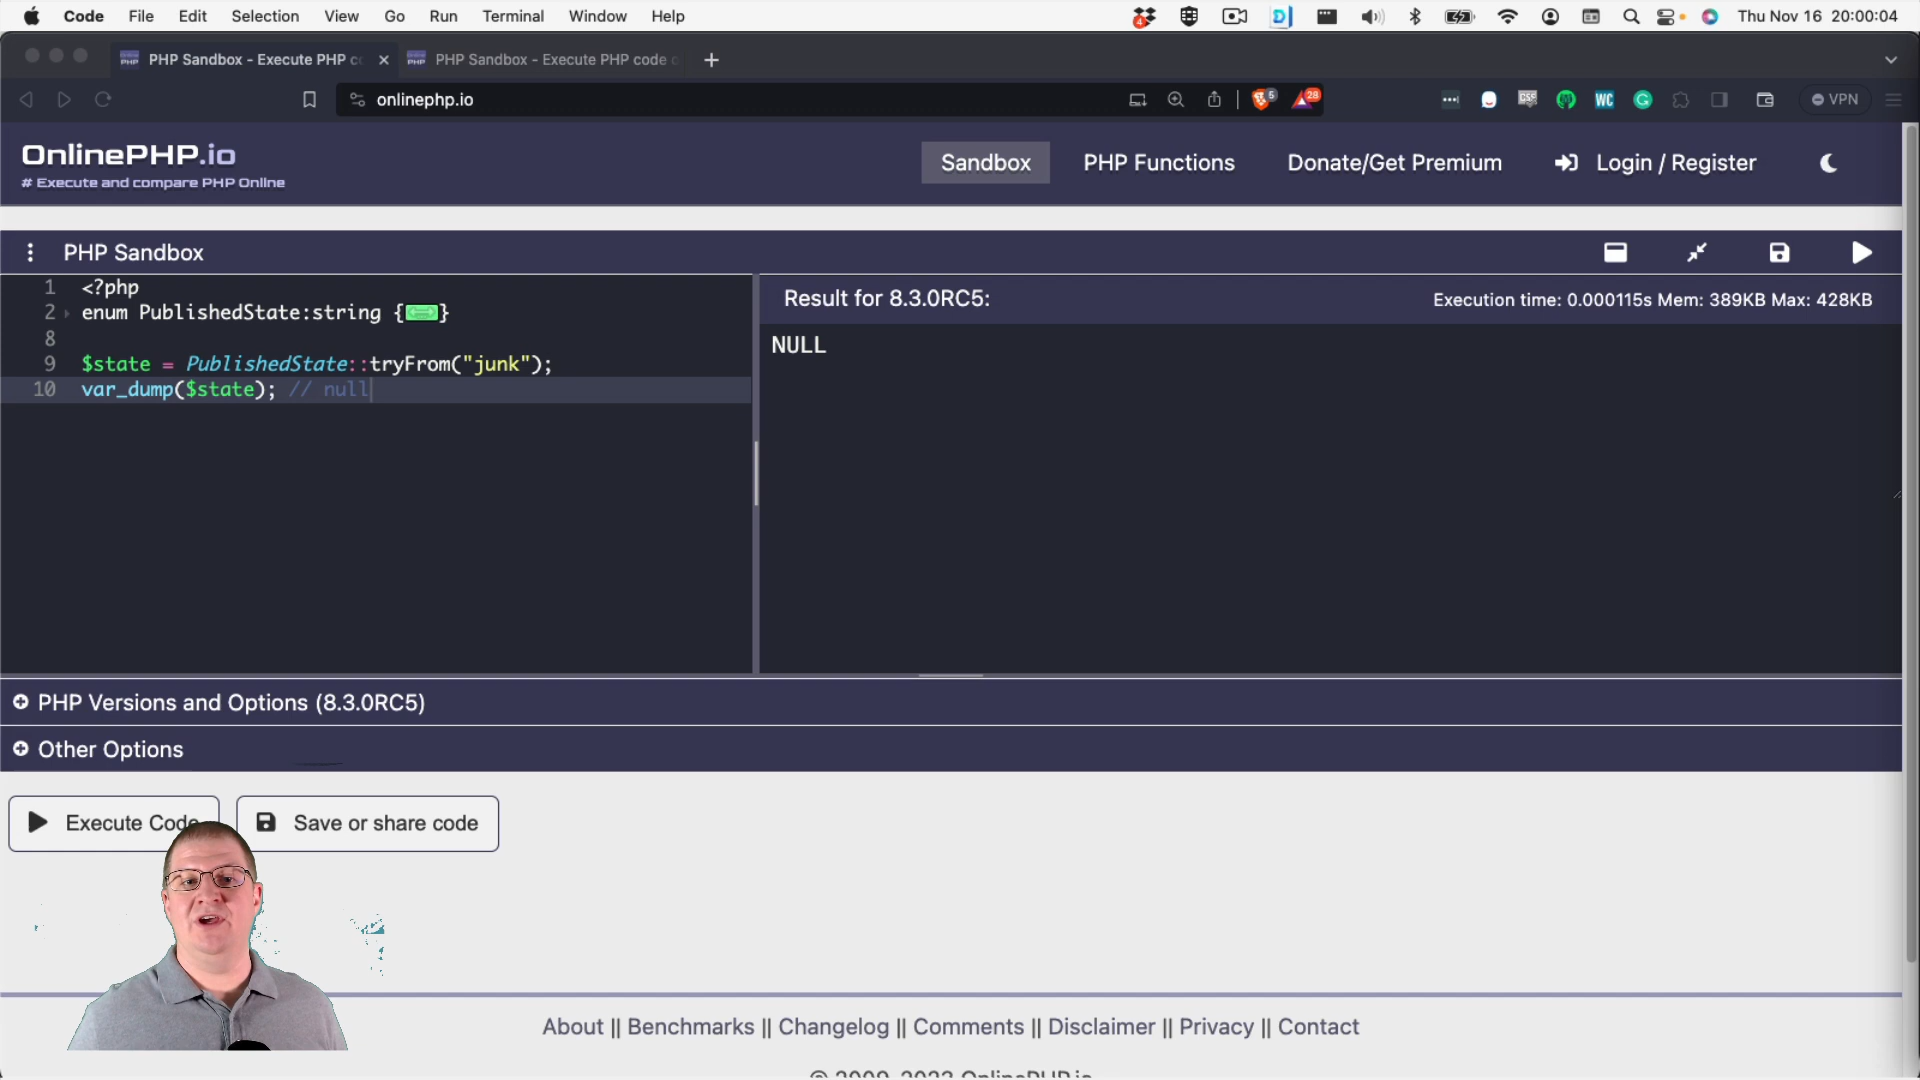 Code File Edit Selection View Go Run Terminal Window Help Thu Nov 16 20:00:04
4
PHP Sandbox - Execute PHP c PHP Sandbox - Execute PHP code o
onlinephp.io 5 28 WC VPN
OnlinePHP.io
# Execute and compare PHP Online
Sandbox PHP Functions Donate/Get Premium Login / Register
PHP Sandbox
1 <?php
2 enum PublishedState:string {}
8
9 $state = PublishedState::tryFrom("junk");
10 var_dump($state); // null
Result for 8.3.0RC5: Execution time: 0.000115s Mem: 389KB Max: 428KB
NULL
PHP Versions and Options (8.3.0RC5)
Other Options
Execute Code Save or share code
About || Benchmarks || Changelog || Comments || Disclaimer || Privacy || Contact